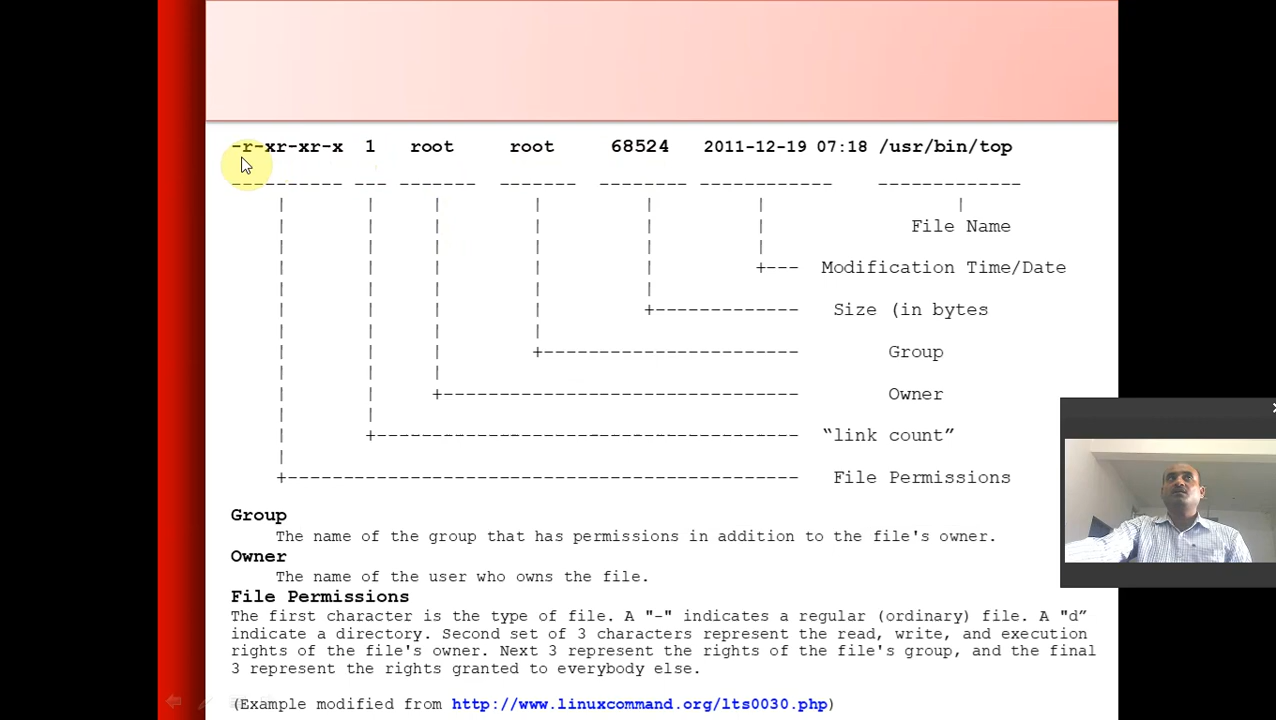 -r-xr-xr-x 1 root root 68524 2011-12-19 07:18 /usr/bin/top
---------- --- ------- ------- -------- ------------ -------------
| | | | | | |
| | | | | | File Name
| | | | | |
| | | | | +--- Modification Time/Date
| | | | |
| | | | +------------- Size (in bytes
| | | |
| | | +------------------------ Group
| | |
| | +--------------------------------- Owner
| |
| +--------------------------------------- “link count”
|
+----------------------------------------------- File Permissions
Group
The name of the group that has permissions in addition to the file's owner.
Owner
The name of the user who owns the file.
File Permissions
The first character is the type of file. A "-" indicates a regular (ordinary) file. A "d”
indicate a directory. Second set of 3 characters represent the read, write, and execution
rights of the file's owner. Next 3 represent the rights of the file's group, and the final
3 represent the rights granted to everybody else.
(Example modified from http://www.linuxcommand.org/lts0030.php)